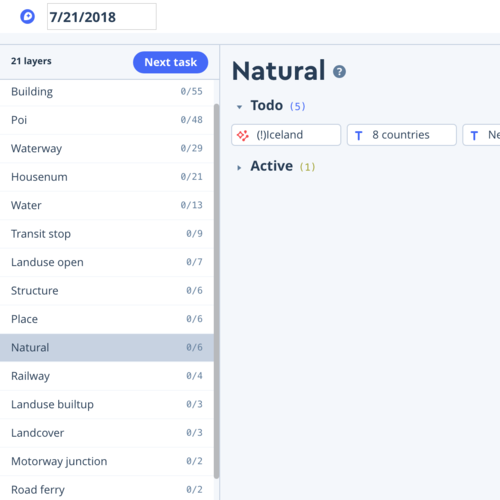 7/21/2018
21 layers
Next task
Building 0/55
Poi 0/48
Waterway 0/29
Housenum 0/21
Water 0/13
Transit stop 0/9
Landuse open 0/7
Structure 0/6
Place 0/6
Natural 0/6
Railway 0/4
Landuse builtup 0/3
Landcover 0/3
Motorway junction 0/2
Road ferry 0/2
Natural ?
Todo (5)
(!)Iceland
T 8 countries
T Ne
Active (1)